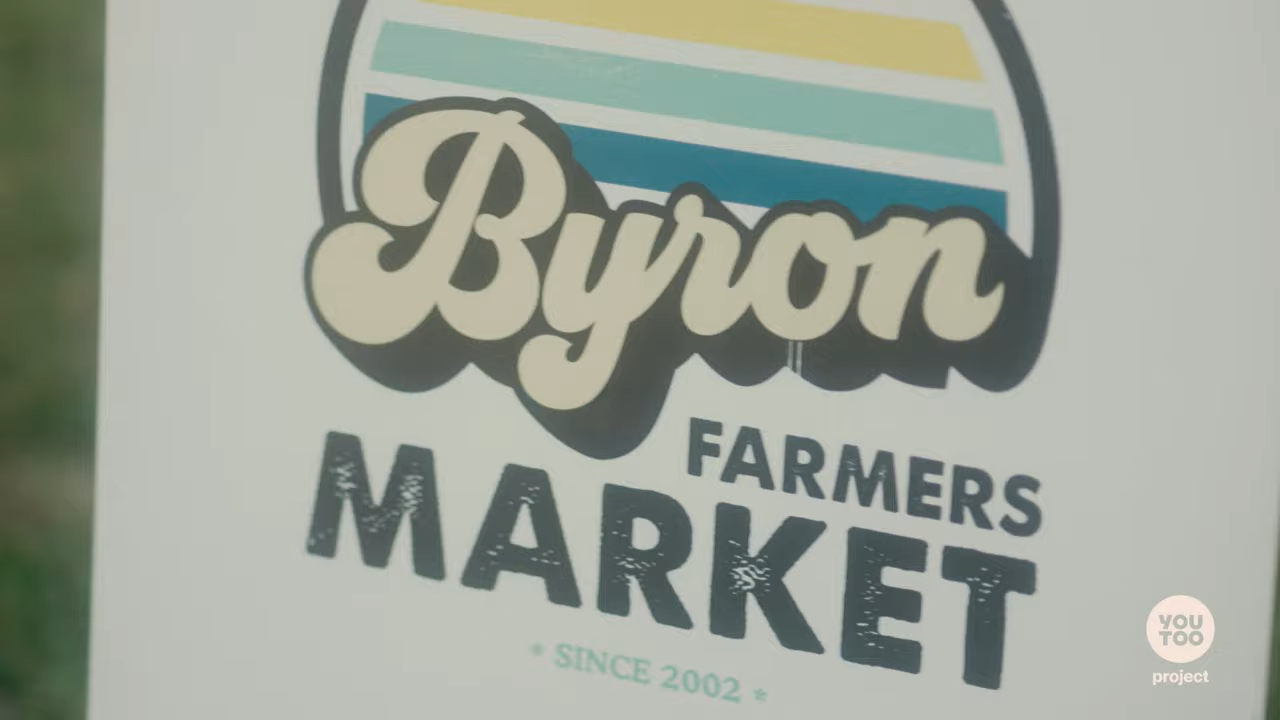 Byron
FARMERS
MARKET
* SINCE 2002 *
YOU
TOO
project